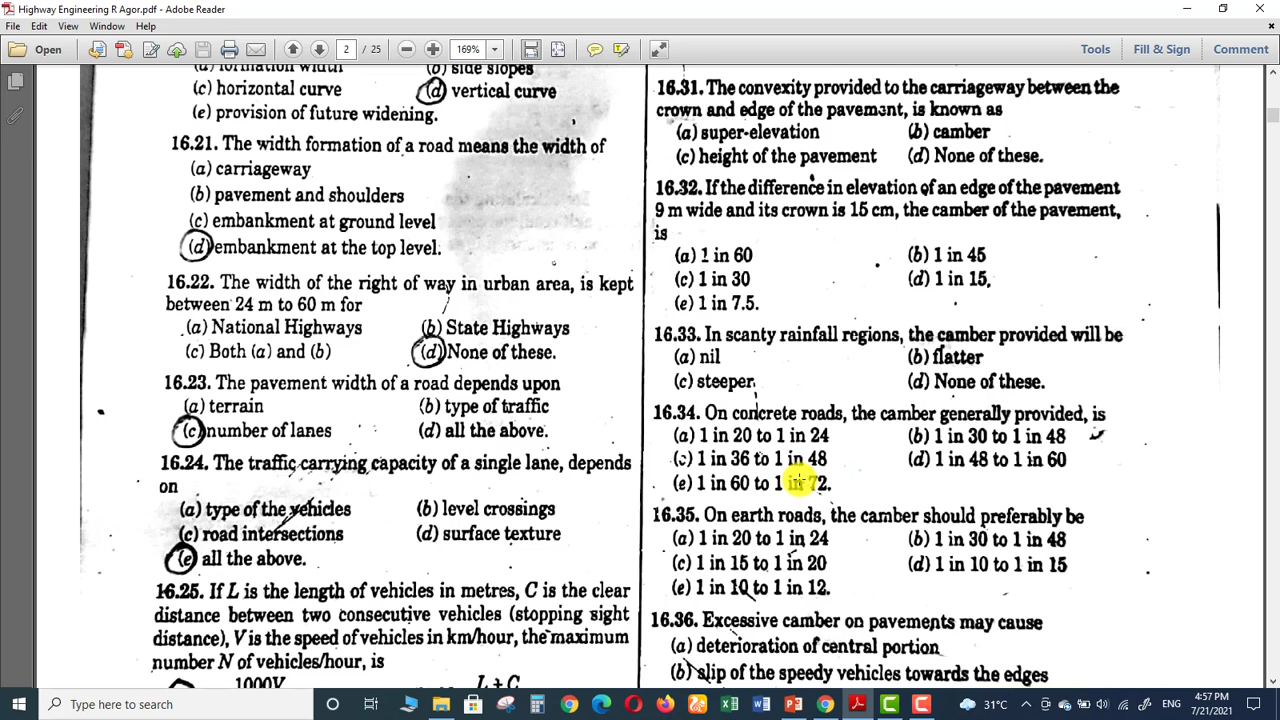 Highway Engineering R Agor.pdf - Adobe Reader
File Edit View Window Help
Open 2 / 25 169% Tools Fill & Sign Comment
(a) formation width (b) side slopes
(c) horizontal curve (d) vertical curve
(e) provision of future widening.
16.21. The width formation of a road means the width of
(a) carriageway
(b) pavement and shoulders
(c) embankment at ground level
(d) embankment at the top level.
16.22. The width of the right of way in urban area, is kept
between 24 m to 60 m for
(a) National Highways (b) State Highways
(c) Both (a) and (b) (d) None of these.
16.23. The pavement width of a road depends upon
(a) terrain (b) type of traffic
(c) number of lanes (d) all the above.
16.24. The traffic carrying capacity of a single lane, depends
on
(a) type of the vehicles (b) level crossings
(c) road intersections (d) surface texture
(e) all the above.
16.25. If L is the length of vehicles in metres, C is the clear
distance between two consecutive vehicles (stopping sight
distance), V is the speed of vehicles in km/hour, the maximum
number N of vehicles/hour, is
1000V L + C
16.31. The convexity provided to the carriageway between the
crown and edge of the pavement, is known as
(a) super-elevation (b) camber
(c) height of the pavement (d) None of these.
16.32. If the difference in elevation of an edge of the pavement
9 m wide and its crown is 15 cm, the camber of the pavement,
is
(a) 1 in 60 (b) 1 in 45
(c) 1 in 30 (d) 1 in 15.
(e) 1 in 7.5.
16.33. In scanty rainfall regions, the camber provided will be
(a) nil (b) flatter
(c) steeper (d) None of these.
16.34. On concrete roads, the camber generally provided, is
(a) 1 in 20 to 1 in 24 (b) 1 in 30 to 1 in 48
(c) 1 in 36 to 1 in 48 (d) 1 in 48 to 1 in 60
(e) 1 in 60 to 1 in 72.
16.35. On earth roads, the camber should preferably be
(a) 1 in 20 to 1 in 24 (b) 1 in 30 to 1 in 48
(c) 1 in 15 to 1 in 20 (d) 1 in 10 to 1 in 15
(e) 1 in 10 to 1 in 12.
16.36. Excessive camber on pavements may cause
(a) deterioration of central portion
(b) slip of the speedy vehicles towards the edges
Type here to search 31°C ENG 4:57 PM
7/21/2021